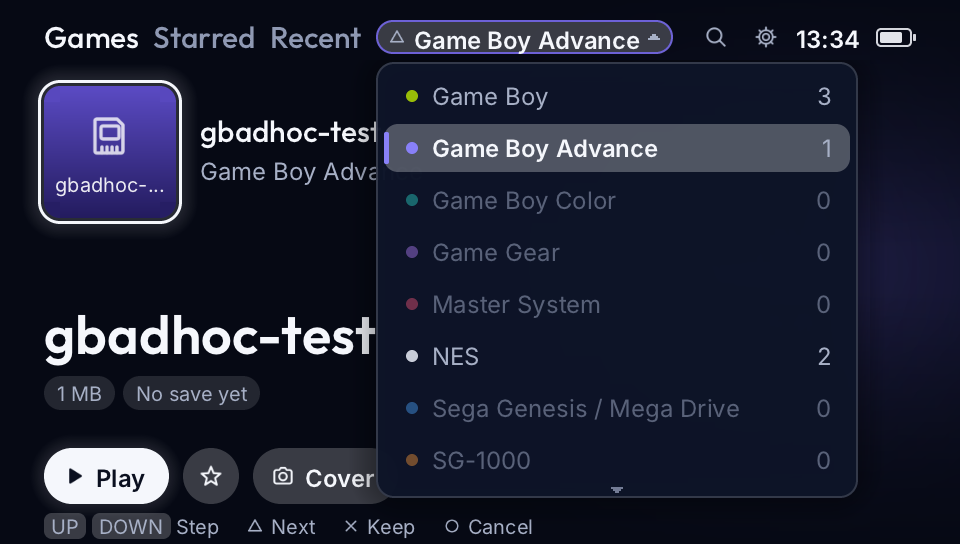 Games Starred Recent Game Boy Advance 13:34
Game Boy 3
Game Boy Advance 1
Game Boy Color 0
Game Gear 0
Master System 0
NES 2
Sega Genesis / Mega Drive 0
SG-1000 0
gbadhoc-...
gbadhoc-test
Game Boy Adva
gbadhoc-test
1 MB No save yet
Play Cover
UP DOWN Step Next Keep Cancel